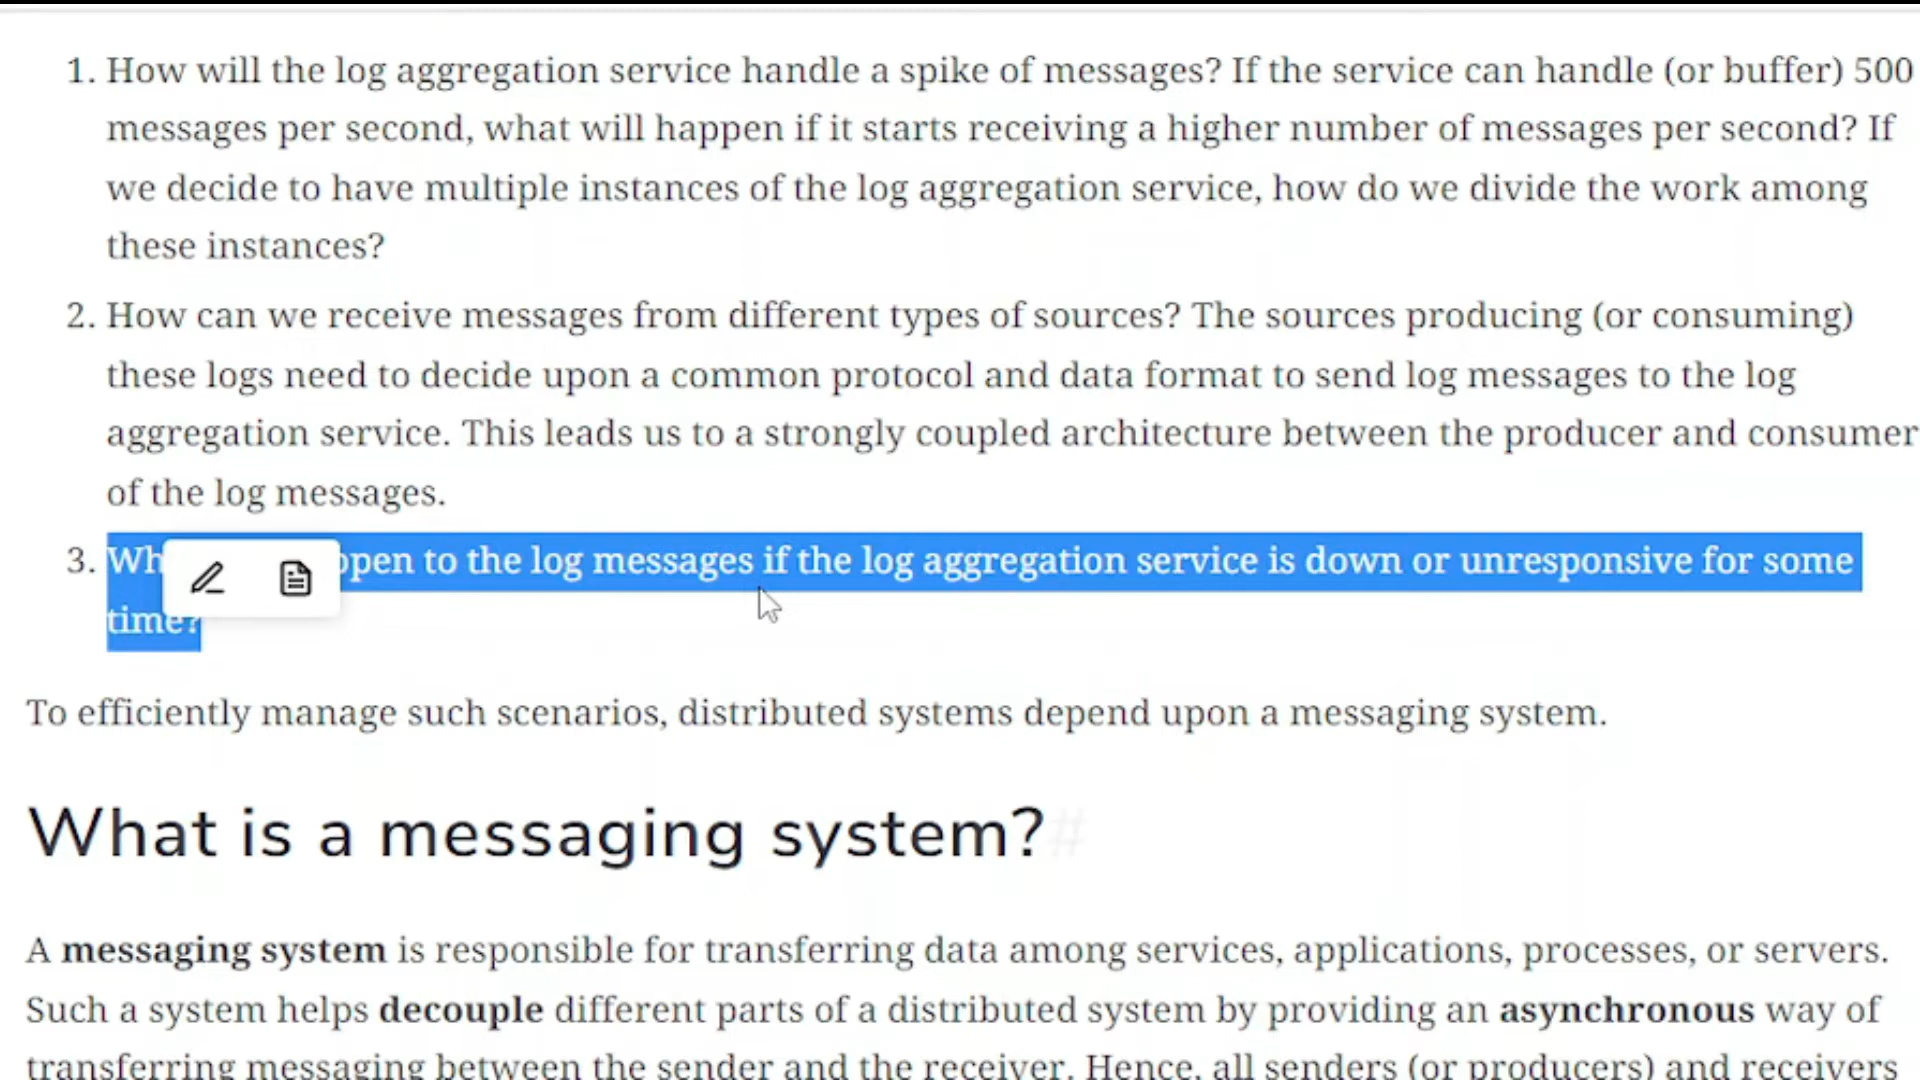 1. How will the log aggregation service handle a spike of messages? If the service can handle (or buffer) 500
messages per second, what will happen if it starts receiving a higher number of messages per second? If
we decide to have multiple instances of the log aggregation service, how do we divide the work among
these instances?
2. How can we receive messages from different types of sources? The sources producing (or consuming)
these logs need to decide upon a common protocol and data format to send log messages to the log
aggregation service. This leads us to a strongly coupled architecture between the producer and consumer
of the log messages.
3. to the log messages if the log aggregation service is down or unresponsive for some
time?
To efficiently manage such scenarios, distributed systems depend upon a messaging system.
What is a messaging system?#
A messaging system is responsible for transferring data among services, applications, processes, or servers.
Such a system helps decouple different parts of a distributed system by providing an asynchronous way of
transferring messaging between the sender and the receiver. Hence, all senders (or producers) and receivers